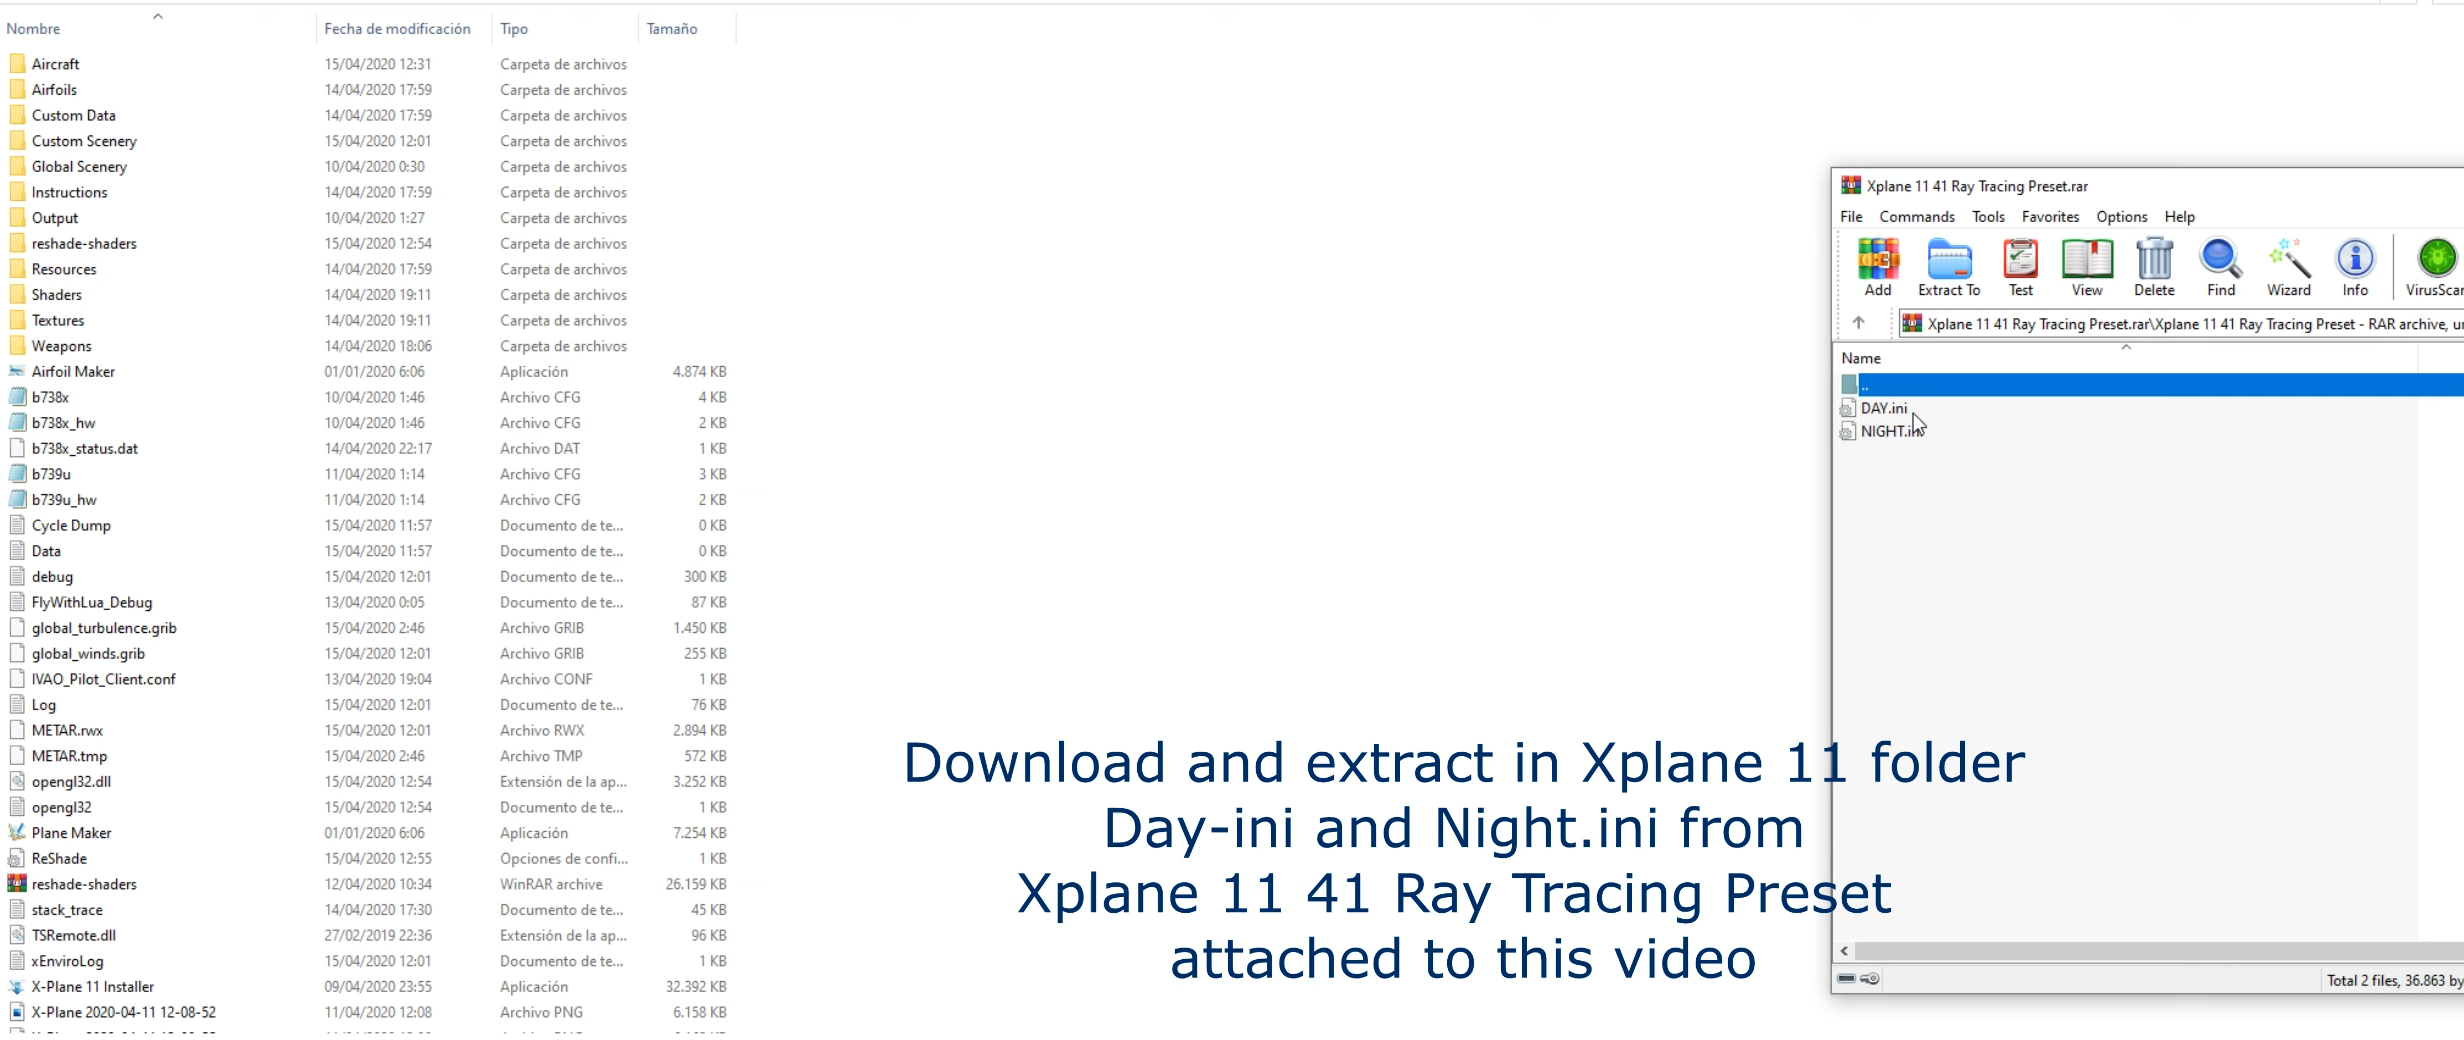 Nombre Fecha de modificación Tipo Tamaño
Aircraft 15/04/2020 12:31 Carpeta de archivos
Airfoils 14/04/2020 17:59 Carpeta de archivos
Custom Data 14/04/2020 17:59 Carpeta de archivos
Custom Scenery 15/04/2020 12:01 Carpeta de archivos
Global Scenery 10/04/2020 0:30 Carpeta de archivos
Instructions 14/04/2020 17:59 Carpeta de archivos
Output 10/04/2020 1:27 Carpeta de archivos
reshade-shaders 15/04/2020 12:54 Carpeta de archivos
Resources 14/04/2020 17:59 Carpeta de archivos
Shaders 14/04/2020 19:11 Carpeta de archivos
Textures 14/04/2020 19:11 Carpeta de archivos
Weapons 14/04/2020 18:06 Carpeta de archivos
Airfoil Maker 01/01/2020 6:06 Aplicación 4.874 KB
b738x 10/04/2020 1:46 Archivo CFG 4 KB
b738x_hw 10/04/2020 1:46 Archivo CFG 2 KB
b738x_status.dat 14/04/2020 22:17 Archivo DAT 1 KB
b739u 11/04/2020 1:14 Archivo CFG 3 KB
b739u_hw 11/04/2020 1:14 Archivo CFG 2 KB
Cycle Dump 15/04/2020 11:57 Documento de te... 0 KB
Data 15/04/2020 11:57 Documento de te... 0 KB
debug 15/04/2020 12:01 Documento de te... 300 KB
FlyWithLua_Debug 13/04/2020 0:05 Documento de te... 87 KB
global_turbulence.grib 15/04/2020 2:46 Archivo GRIB 1.450 KB
global_winds.grib 15/04/2020 12:01 Archivo GRIB 255 KB
IVAO_Pilot_Client.conf 13/04/2020 19:04 Archivo CONF 1 KB
Log 15/04/2020 12:01 Documento de te... 76 KB
METAR.rwx 15/04/2020 12:01 Archivo RWX 2.894 KB
METAR.tmp 15/04/2020 2:46 Archivo TMP 572 KB
opengl32.dll 15/04/2020 12:54 Extensión de la ap... 3.252 KB
opengl32 15/04/2020 12:54 Documento de te... 1 KB
Plane Maker 01/01/2020 6:06 Aplicación 7.254 KB
ReShade 15/04/2020 12:55 Opciones de confi... 1 KB
reshade-shaders 12/04/2020 10:34 WinRAR archive 26.159 KB
stack_trace 14/04/2020 17:30 Documento de te... 45 KB
TSRemote.dll 27/02/2019 22:36 Extensión de la ap... 96 KB
xEnviroLog 15/04/2020 12:01 Documento de te... 1 KB
X-Plane 11 Installer 09/04/2020 23:55 Aplicación 32.392 KB
X-Plane 2020-04-11 12-08-52 11/04/2020 12:08 Archivo PNG 6.158 KB
Xplane 11 41 Ray Tracing Preset.rar
File Commands Tools Favorites Options Help
Add Extract To Test View Delete Find Wizard Info VirusScan
Xplane 11 41 Ray Tracing Preset.rar\Xplane 11 41 Ray Tracing Preset - RAR archive, un
Name
..
DAY.ini
NIGHT.ini
Total 2 files, 36.863 by
Download and extract in Xplane 11 folder
Day-ini and Night.ini from
Xplane 11 41 Ray Tracing Preset
attached to this video